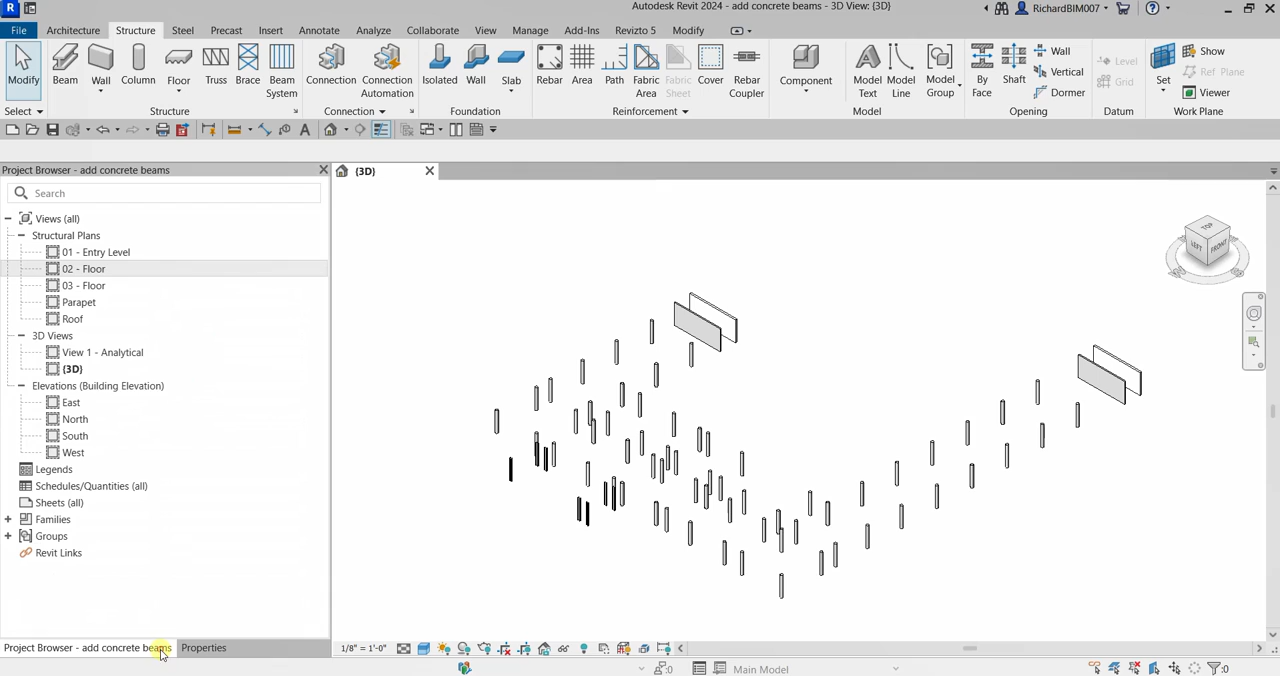 Autodesk Revit 2024 - add concrete beams - 3D View: {3D}
RichardBIM007
File Architecture Structure Steel Precast Insert Annotate Analyze Collaborate View Manage Add-Ins Revizto 5 Modify
Modify Beam Wall Column Floor Truss Brace Beam System Connection Connection Automation Isolated Wall Slab Rebar Area Path Fabric Area Fabric Sheet Cover Rebar Coupler Component Model Text Model Line Model Group By Face Shaft Wall Vertical Dormer Level Grid Set Show Ref Plane Viewer
Select Structure Connection Foundation Reinforcement Model Opening Datum Work Plane
Project Browser - add concrete beams
{3D}
Search
Views (all)
Structural Plans
01 - Entry Level
02 - Floor
03 - Floor
Parapet
Roof
3D Views
View 1 - Analytical
{3D}
Elevations (Building Elevation)
East
North
South
West
Legends
Schedules/Quantities (all)
Sheets (all)
Families
Groups
Revit Links
TOP
LEFT FRONT
Project Browser - add concrete beams Properties
1/8" = 1'-0"
:0 Main Model :0